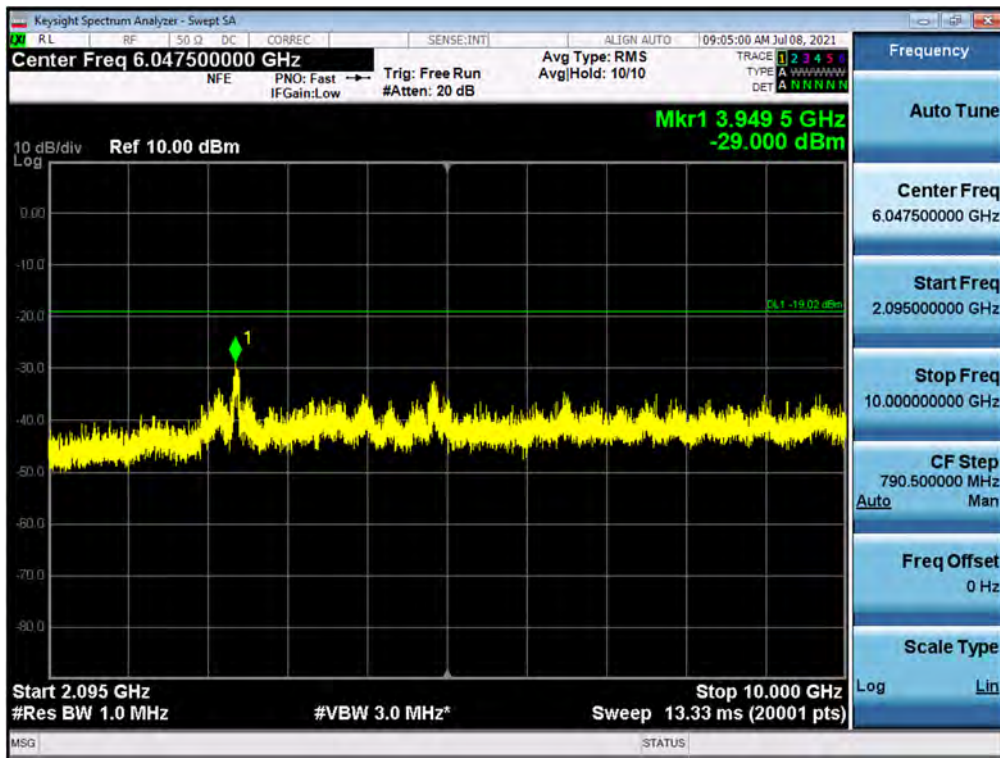 Keysight Spectrum Analyzer - Swept SA
LXI RL RF 50 Ω DC CORREC SENSE:INT ALIGN AUTO 09:05:00 AM Jul 08, 2021
Center Freq 6.047500000 GHz
NFE
PNO: Fast
IFGain:Low
Trig: Free Run
#Atten: 20 dB
Avg Type: RMS
Avg|Hold: 10/10
TRACE 1 2 3 4 5 6
TYPE A WWWWW
DET A N N N N N
Mkr1 3.949 5 GHz
-29.000 dBm
10 dB/div Ref 10.00 dBm
Log
0.00
-10.0
-20.0
-30.0
-40.0
-50.0
-60.0
-70.0
-80.0
DL1 -19.02 dBm
1
Start 2.095 GHz Stop 10.000 GHz
#Res BW 1.0 MHz #VBW 3.0 MHz* Sweep 13.33 ms (20001 pts)
MSG STATUS
Frequency
Auto Tune
Center Freq
6.047500000 GHz
Start Freq
2.095000000 GHz
Stop Freq
10.000000000 GHz
CF Step
790.500000 MHz
Auto Man
Freq Offset
0 Hz
Scale Type
Log Lin